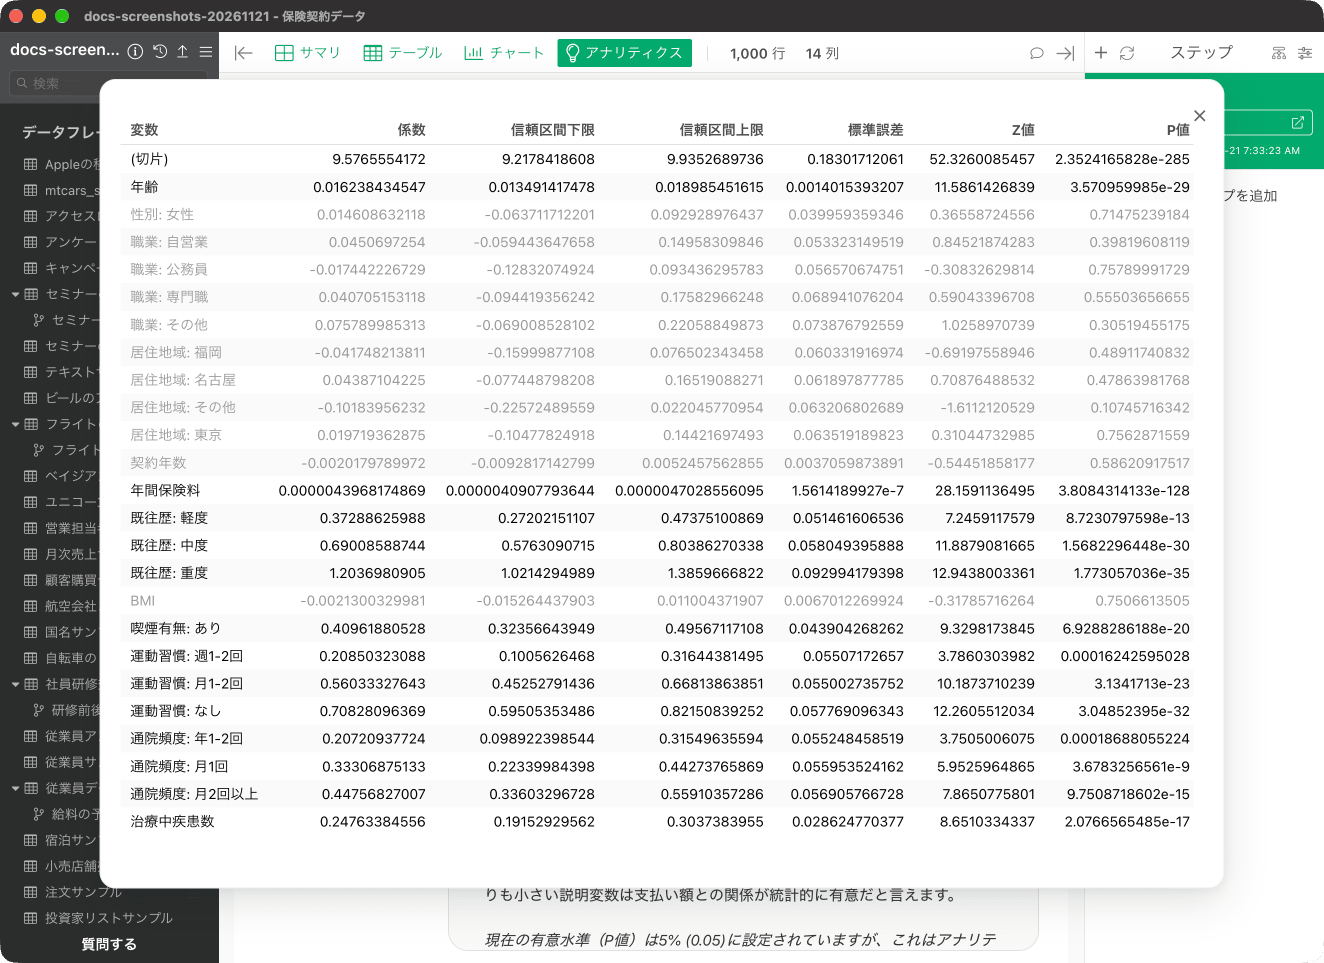 docs-screenshots-20261121 - 保険契約データ
docs-screen...
サマリ テーブル チャート アナリティクス 1,000 行 14 列 ステップ
検索
データフレー
Appleの
mtcars_s
アクセス
アンケー
キャンペ
セミナー
セミナー
セミナー
テキスト
ビールの
フライト
フライト
ベイジア
ユニコー
営業担当
月次売上
顧客購買
航空会社
国名サン
自転車の
社員研修
研修前後
従業員ア
従業員サ
従業員デ
給料の予
宿泊サン
小売店舗
注文サンプル
投資家リストサンプル
質問する
-21 7:33:23 AM
プを追加
変数 係数 信頼区間下限 信頼区間上限 標準誤差 Z値 P値
(切片) 9.5765554172 9.2178418608 9.9352689736 0.18301712061 52.3260085457 2.3524165828e-285
年齢 0.016238434547 0.013491417478 0.018985451615 0.0014015393207 11.5861426839 3.570959985e-29
性別: 女性 0.014608632118 -0.063711712201 0.092928976437 0.039959359346 0.36558724556 0.71475239184
職業: 自営業 0.0450697254 -0.059443647658 0.14958309846 0.053323149519 0.84521874283 0.39819608119
職業: 公務員 -0.017442226729 -0.12832074924 0.093436295783 0.056570674751 -0.30832629814 0.75789991729
職業: 専門職 0.040705153118 -0.094419356242 0.17582966248 0.068941076204 0.59043396708 0.55503656655
職業: その他 0.075789985313 -0.069008528102 0.22058849873 0.073876792559 1.0258970739 0.30519455175
居住地域: 福岡 -0.041748213811 -0.15999877108 0.076502343458 0.060331916974 -0.69197558946 0.48911740832
居住地域: 名古屋 0.04387104225 -0.077448798208 0.16519088271 0.061897877785 0.70876488532 0.47863981768
居住地域: その他 -0.10183956232 -0.22572489559 0.022045770954 0.063206802689 -1.6112120529 0.10745716342
居住地域: 東京 0.019719362875 -0.10477824918 0.14421697493 0.063519189823 0.31044732985 0.7562871559
契約年数 -0.0020179789972 -0.0092817142799 0.0052457562855 0.0037059873891 -0.54451858177 0.58620917517
年間保険料 0.0000043968174869 0.0000040907793644 0.0000047028556095 1.5614189927e-7 28.1591136495 3.8084314133e-128
既往歴: 軽度 0.37288625988 0.27202151107 0.47375100869 0.051461606536 7.2459117579 8.7230797598e-13
既往歴: 中度 0.69008588744 0.5763090715 0.80386270338 0.058049395888 11.8879081665 1.5682296448e-30
既往歴: 重度 1.2036980905 1.0214294989 1.3859666822 0.092994179398 12.9438003361 1.773057036e-35
BMI -0.0021300329981 -0.015264437903 0.011004371907 0.0067012269924 -0.31785716264 0.7506613505
喫煙有無: あり 0.40961880528 0.32356643949 0.49567117108 0.043904268262 9.3298173845 6.9288286188e-20
運動習慣: 週1-2回 0.20850323088 0.1005626468 0.31644381495 0.05507172657 3.7860303982 0.00016242595028
運動習慣: 月1-2回 0.56033327643 0.45252791436 0.66813863851 0.055002735752 10.1873710239 3.1341713e-23
運動習慣: なし 0.70828096369 0.59505353486 0.82150839252 0.057769096343 12.2605512034 3.04852395e-32
通院頻度: 年1-2回 0.20720937724 0.098922398544 0.31549635594 0.055248458519 3.7505006075 0.00018688055224
通院頻度: 月1回 0.33306875133 0.22339984398 0.44273765869 0.055953524162 5.9525964865 3.6783256561e-9
通院頻度: 月2回以上 0.44756827007 0.33603296728 0.55910357286 0.056905766728 7.8650775801 9.7508718602e-15
治療中疾患数 0.24763384556 0.19152929562 0.3037383955 0.028624770377 8.6510334337 2.0766565485e-17
りも小さい説明変数は支払い額との関係が統計的に有意だと言えます。
現在の有意水準（P値）は5% (0.05)に設定されていますが、これはアナリテ